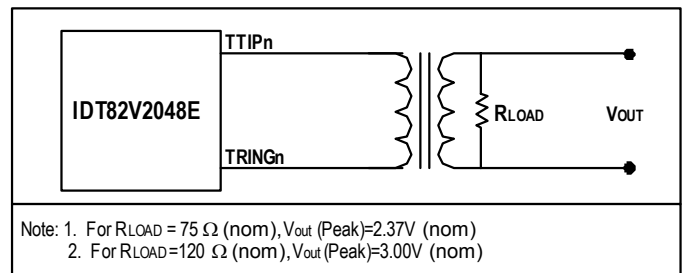 TTIPn
IDT82V2048E
RLOAD
VOUT
TRINGn
Note: 1. For RLOAD = 75 Ω (nom), Vout (Peak)=2.37V (nom)
2. For RLOAD=120 Ω (nom), Vout (Peak)=3.00V (nom)